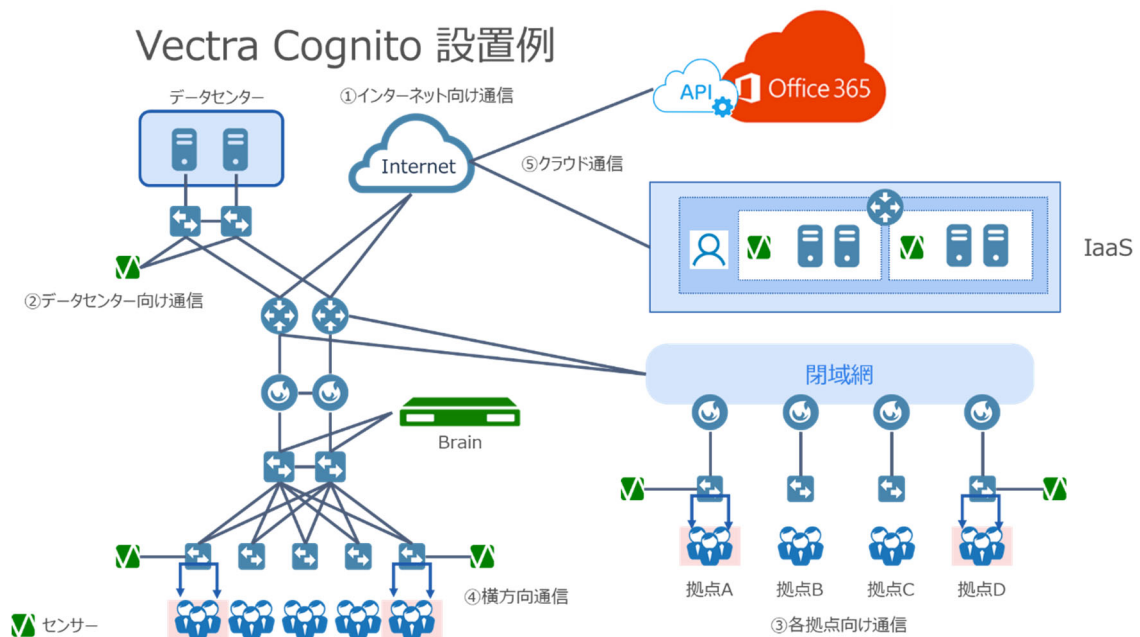 Vectra Cognito 設置例
データセンター
①インターネット向け通信
API
Office 365
Internet
⑤クラウド通信
IaaS
②データセンター向け通信
閉域網
Brain
拠点A
拠点B
拠点C
拠点D
④横方向通信
③各拠点向け通信
センサー